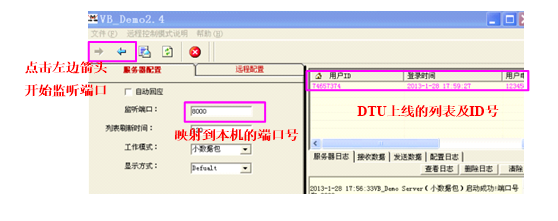 VB_Demo2.4
文件(F) 远程控制模式说明 帮助(H)
点击左边箭头
开始监听端口
服务器配置 远程配置
自动回应
监听端口: 8000
映射到本机的端口号
列表刷新时间:
工作模式: 小数据包
显示方式: Defualt
用户ID 登录时间
74657374 2013-1-28 17:59:27 12345
DTU上线的列表及ID号
服务器日志 接收数据 发送数据 配置日志
查看日志 删除日志 清除
2013-1-28 17:56:33VB_Demo Server(小数据包)启动成功!端口号